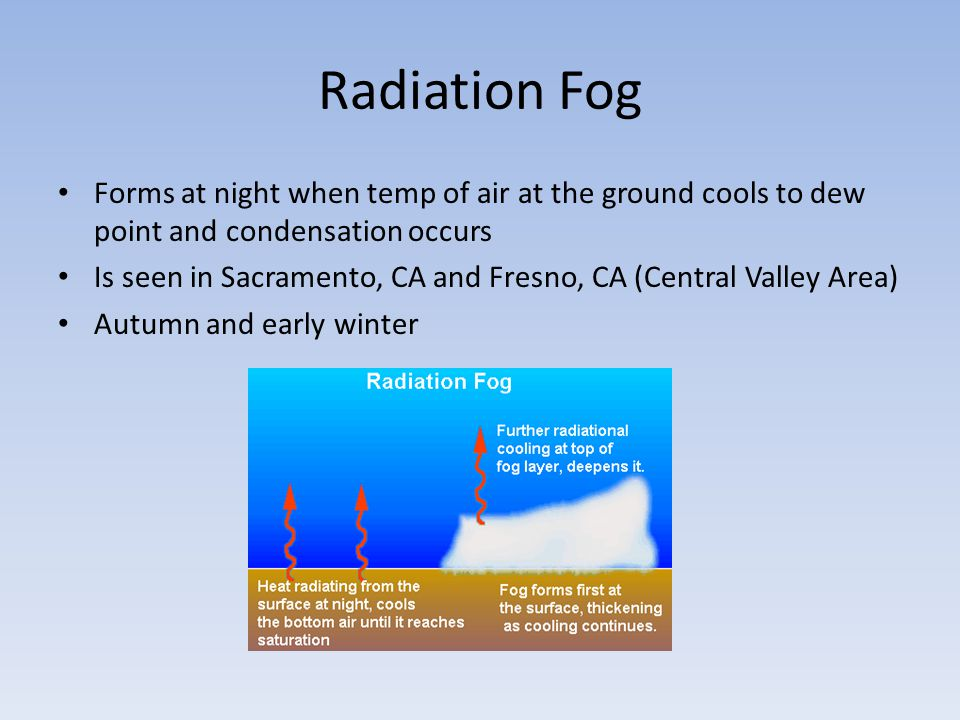 Radiation Fog
• Forms at night when temp of air at the ground cools to dew
point and condensation occurs
• Is seen in Sacramento, CA and Fresno, CA (Central Valley Area)
• Autumn and early winter
Radiation Fog
Further radiational
cooling at top of
fog layer, deepens it.
Heat radiating from the
surface at night, cools
the bottom air until it reaches
saturation
Fog forms first at
the surface, thickening
as cooling continues.